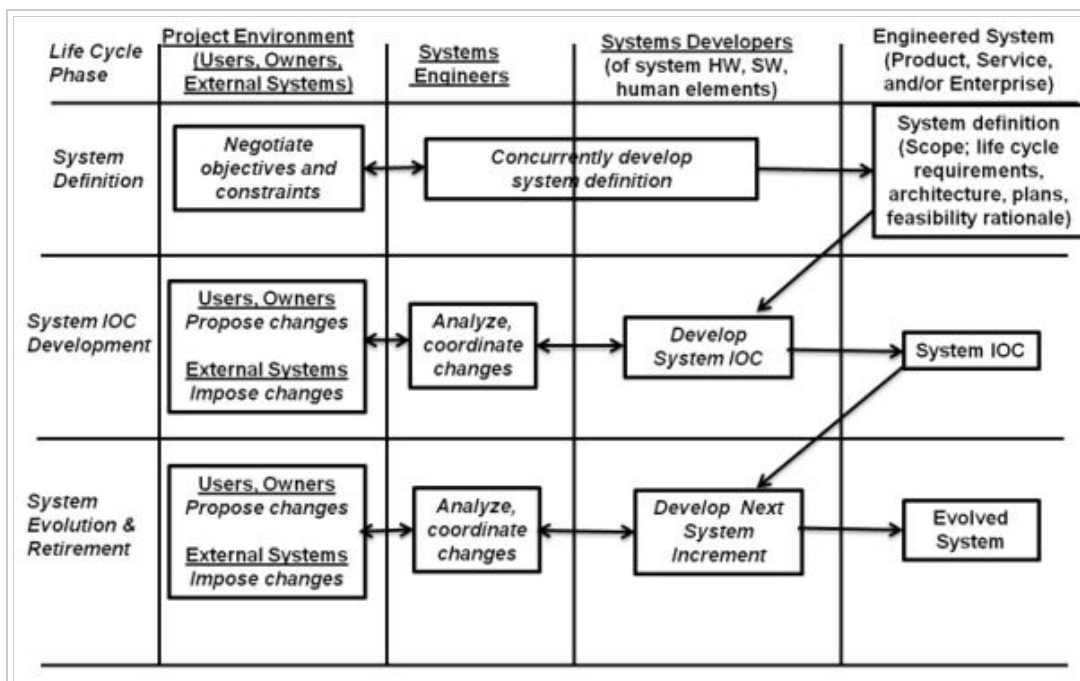 Life Cycle
Phase
Project Environment
(Users, Owners,
External Systems)
Systems
Engineers
Systems Developers
(of system HW, SW,
human elements)
Engineered System
(Product, Service,
and/or Enterprise)
System
Definition
Negotiate
objectives and
constraints
Concurrently develop
system definition
System definition
(Scope; life cycle
requirements,
architecture, plans,
feasibility rationale)
System IOC
Development
Users, Owners
Propose changes
External Systems
Impose changes
Analyze,
coordinate
changes
Develop
System IOC
System IOC
System
Evolution &
Retirement
Users, Owners
Propose changes
External Systems
Impose changes
Analyze,
coordinate
changes
Develop Next
System
Increment
Evolved
System